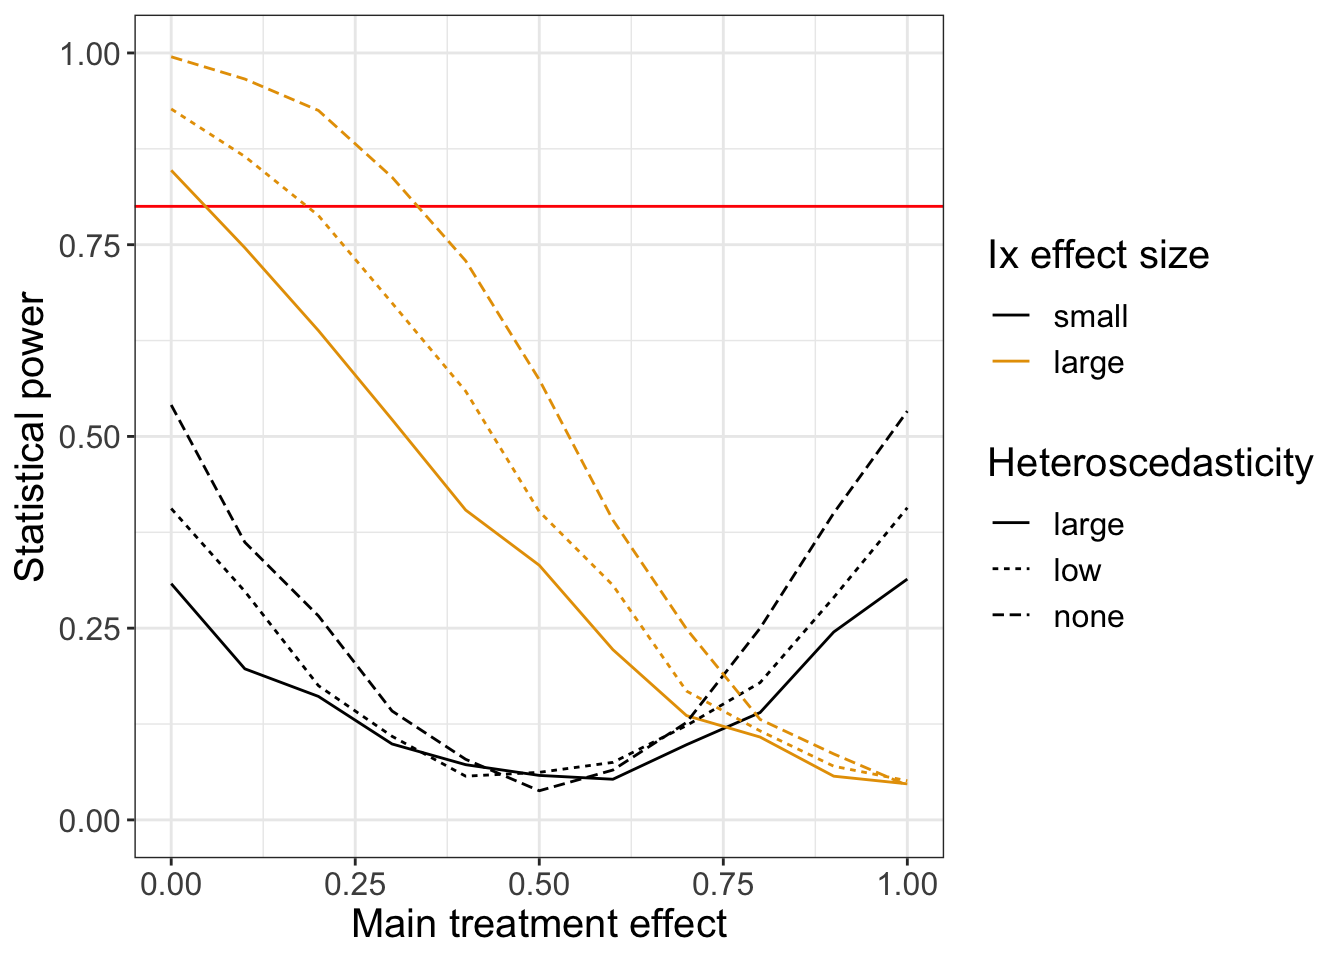 1.00
0.75
0.50
0.25
0.00
Statistical power
0.00 0.25 0.50 0.75 1.00
Main treatment effect
Ix effect size
small
large
Heteroscedasticity
large
low
none